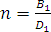 n = B₁/D₁